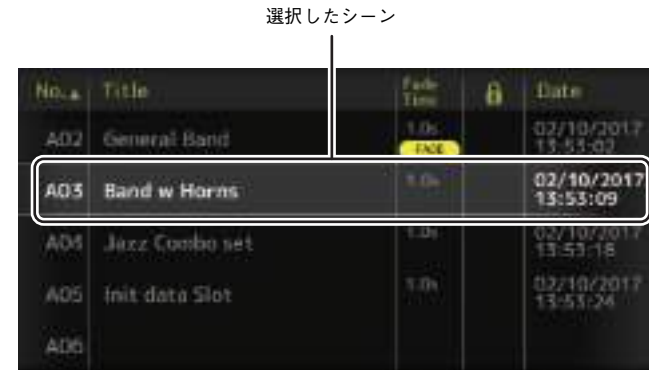 選択したシーン
No.▲ Title Fade Time Date
A02 General Band 1.0s FADE 02/10/2017 13:53:02
A03 Band w Horns 1.0s 02/10/2017 13:53:09
A04 Jazz Combo set 1.0s 02/10/2017 13:53:18
A05 Init data Slot 1.0s 02/10/2017 13:53:24
A06